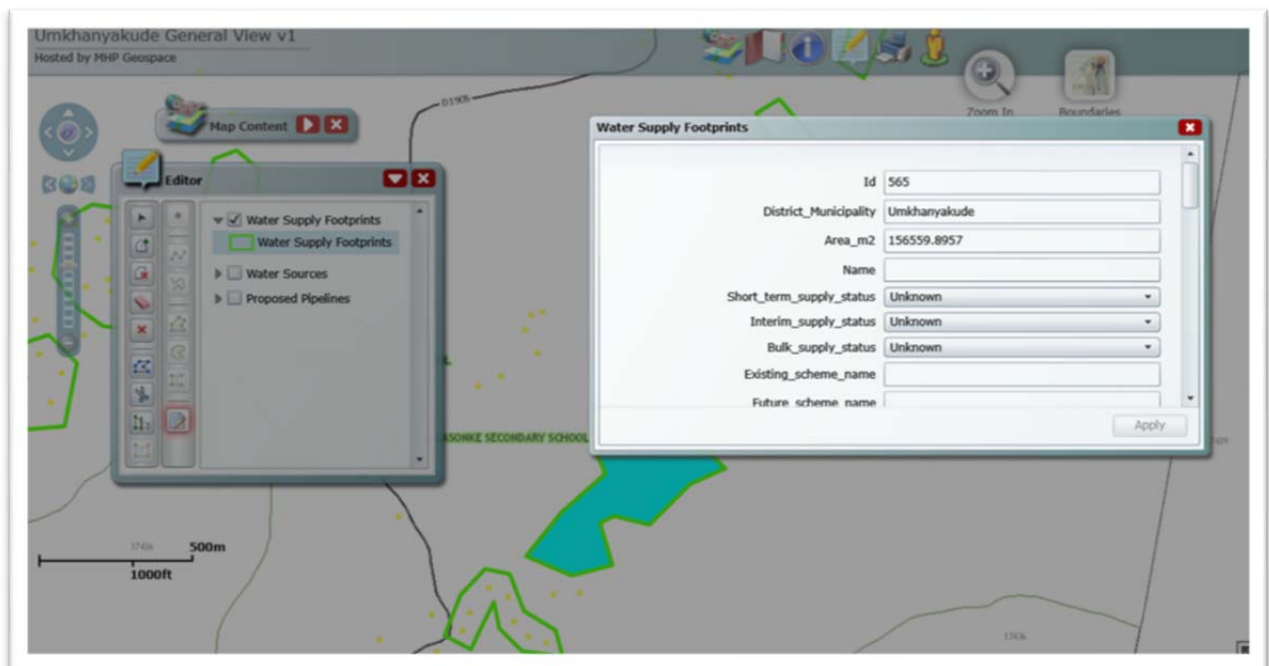 Umkhanyakude General View v1
Hosted by MHP Geospace
Zoom In
Boundaries
D1905
Map Content
Editor
Water Supply Footprints
Water Supply Footprints
Water Sources
Proposed Pipelines
Water Supply Footprints
Id 565
District_Municipality Umkhanyakude
Area_m2 156559.8957
Name
Short_term_supply_status Unknown
Interim_supply_status Unknown
Bulk_supply_status Unknown
Existing_scheme_name
Future_scheme_name
Apply
SECONDARY SCHOOL
500m
1000ft